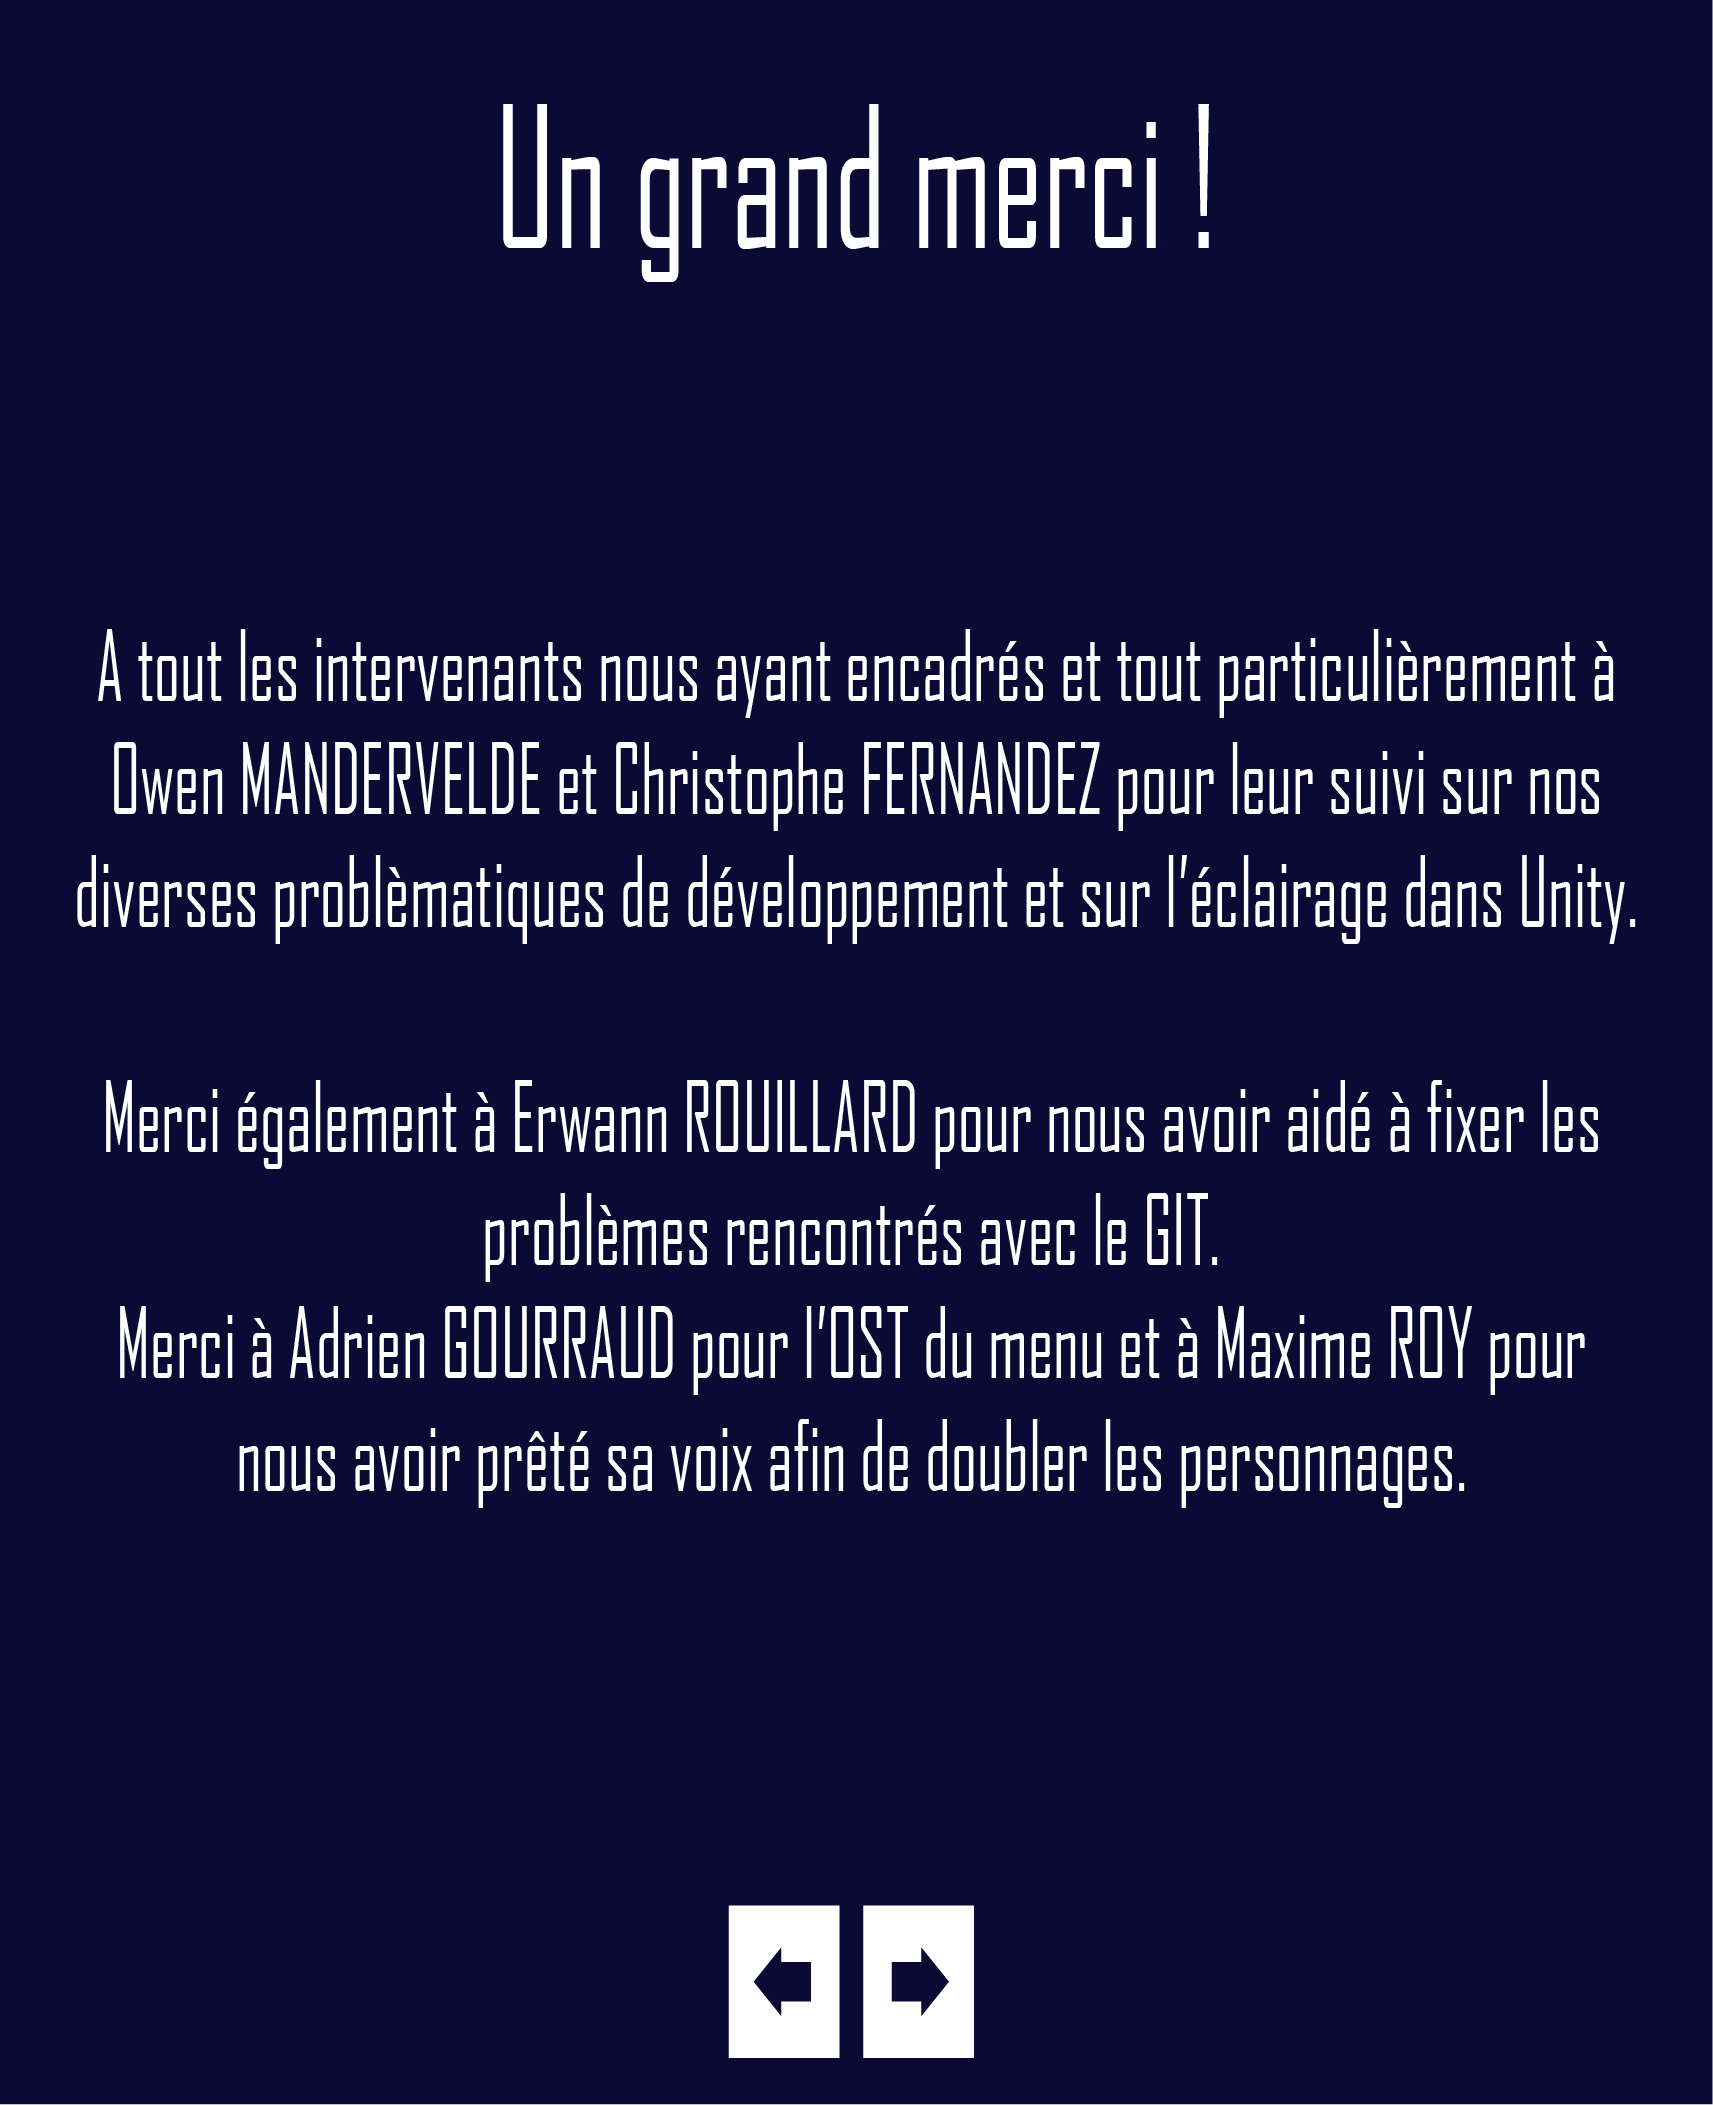 Un grand merci !
A tout les intervenants nous ayant encadrés et tout particulièrement à
Owen MANDERVELDE et Christophe FERNANDEZ pour leur suivi sur nos
diverses problèmatiques de développement et sur l'éclairage dans Unity.
Merci également à Erwann ROUILLARD pour nous avoir aidé à fixer les
problèmes rencontrés avec le GIT.
Merci à Adrien GOURRAUD pour l'OST du menu et à Maxime ROY pour
nous avoir prêté sa voix afin de doubler les personnages.